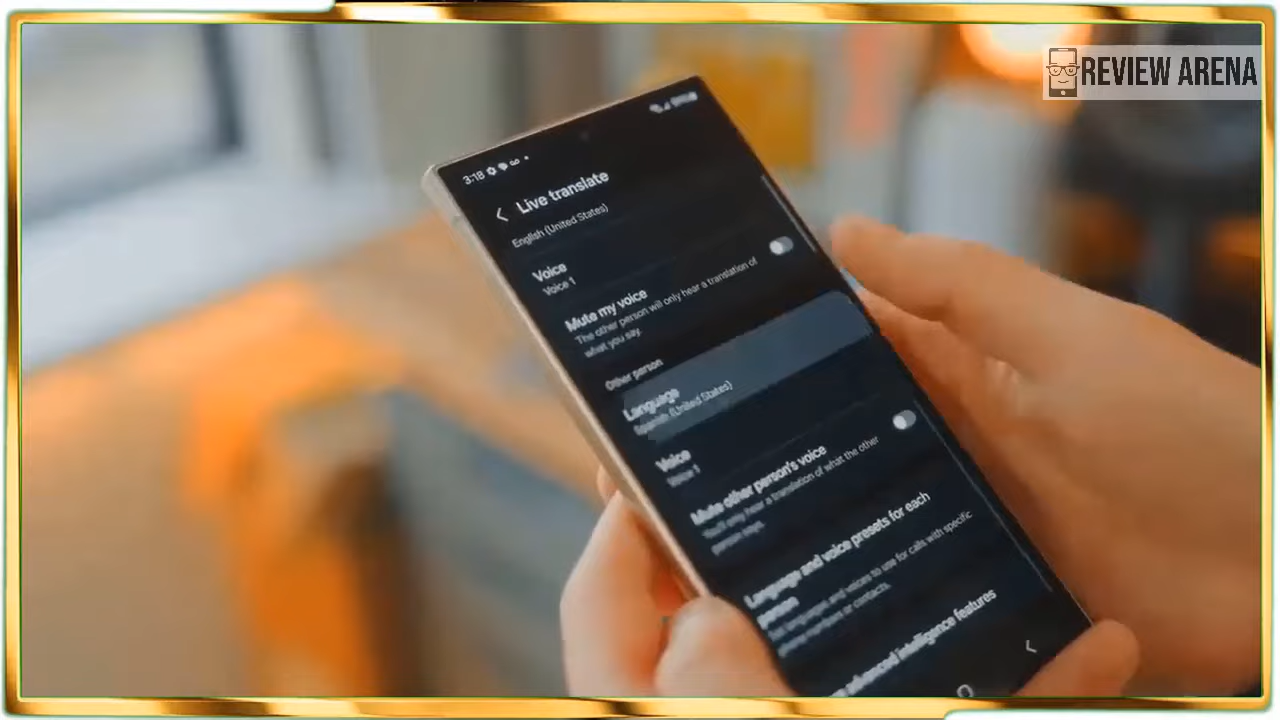 REVIEW ARENA
3:18
Live translate
English (United States)
Voice
Voice 1
Mute my voice
The other person will only hear a translation of
what you say.
Other person
Language
Spanish (United States)
Voice
Voice 1
Mute other person's voice
You'll only hear a translation of what the other
person says.
Language and voice presets for each
person
Set languages and voices to use for calls with specific
phone numbers or contacts.
advanced intelligence features